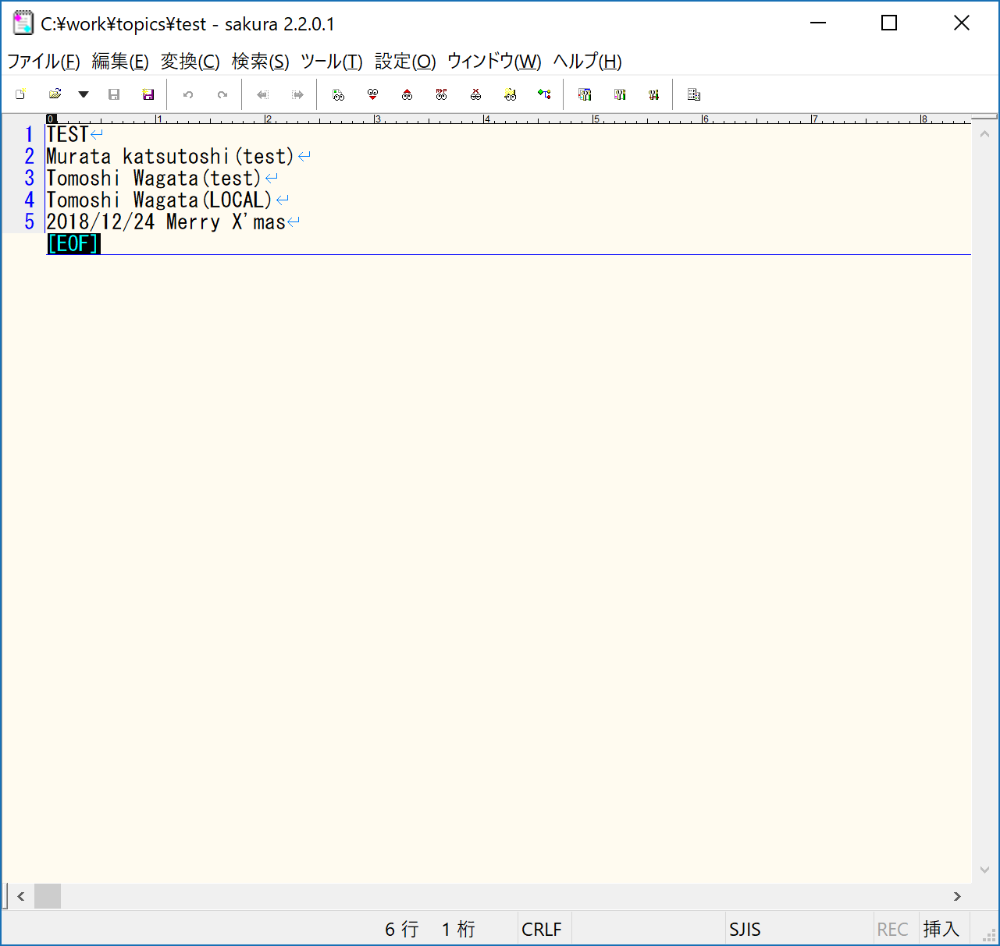 C:¥work¥topics¥test - sakura 2.2.0.1
ファイル(F) 編集(E) 変換(C) 検索(S) ツール(T) 設定(O) ウィンドウ(W) ヘルプ(H)
0 1 2 3 4 5 6 7 8
1 TEST↵
2 Murata katsutoshi(test)↵
3 Tomoshi Wagata(test)↵
4 Tomoshi Wagata(LOCAL)↵
5 2018/12/24 Merry X'mas↵
[EOF]
6 行 1 桁 CRLF SJIS REC 挿入